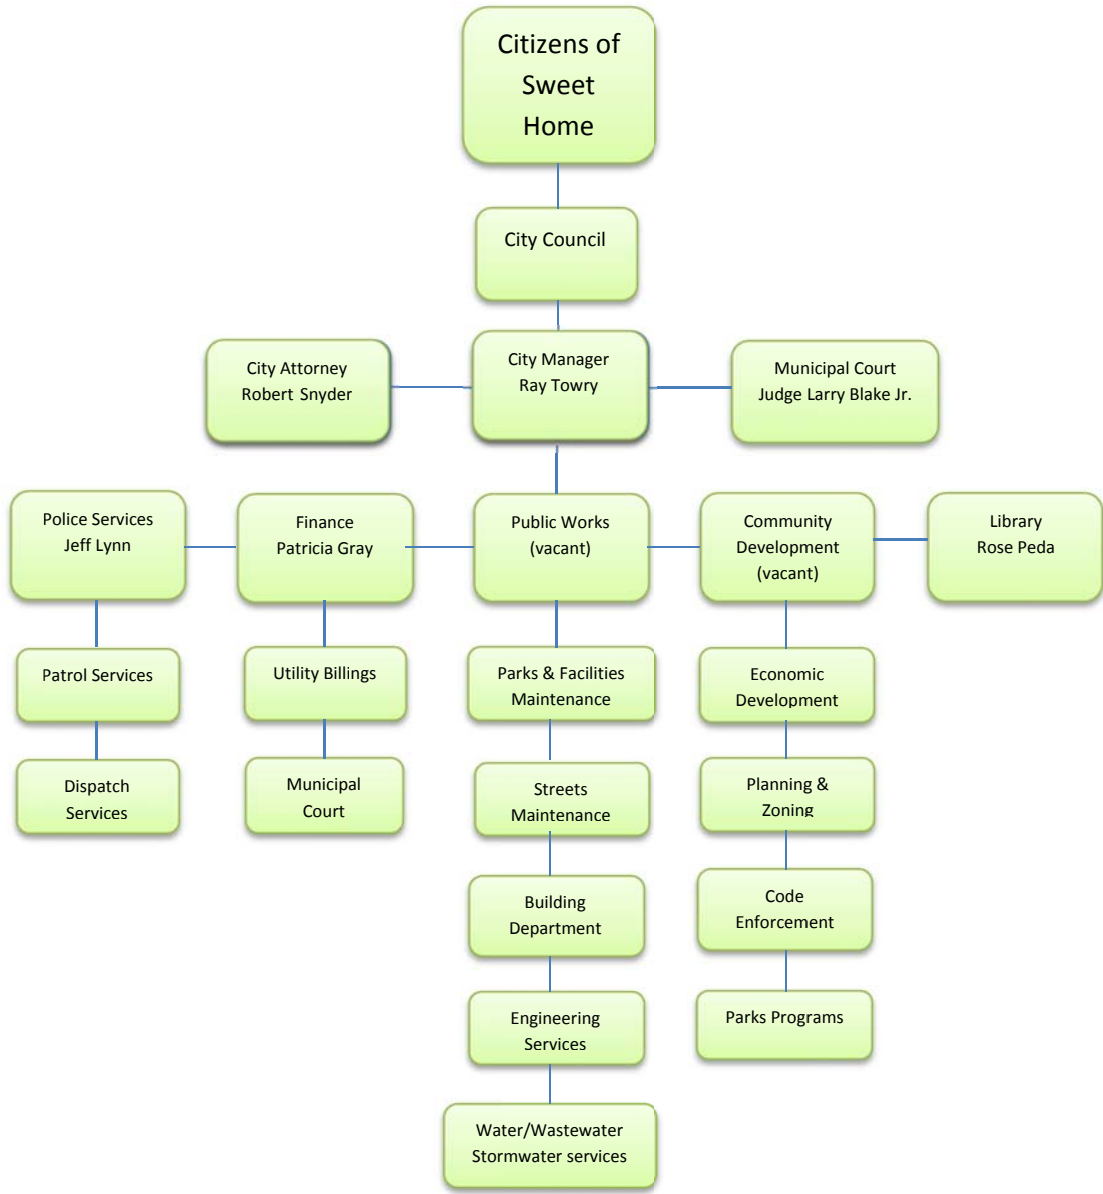 Citizens of
Sweet
Home
City Council
City Attorney
Robert Snyder
City Manager
Ray Towry
Municipal Court
Judge Larry Blake Jr.
Police Services
Jeff Lynn
Finance
Patricia Gray
Public Works
(vacant)
Community
Development
(vacant)
Library
Rose Peda
Patrol Services
Utility Billings
Parks & Facilities
Maintenance
Economic
Development
Dispatch
Services
Municipal
Court
Streets
Maintenance
Planning &
Zoning
Building
Department
Code
Enforcement
Engineering
Services
Parks Programs
Water/Wastewater
Stormwater services